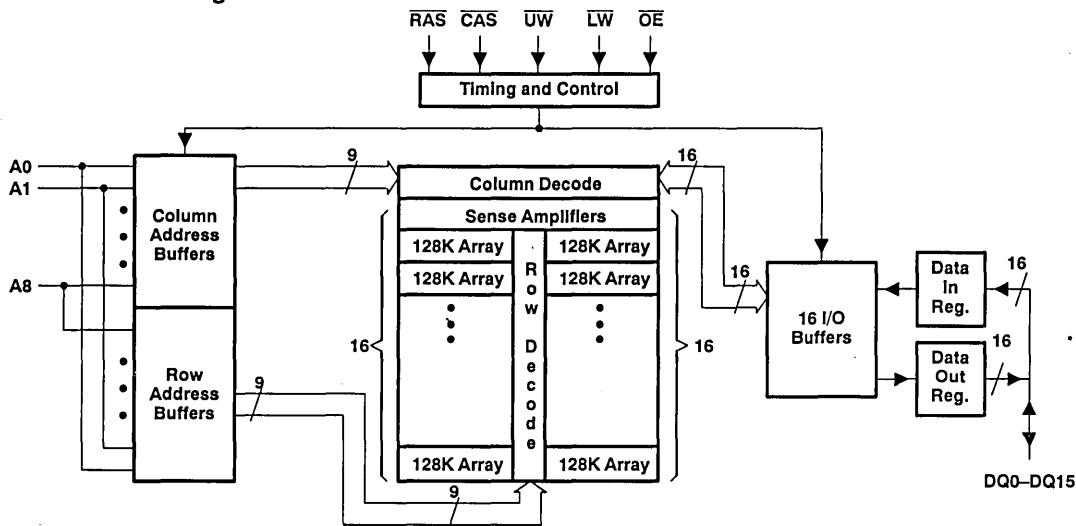 RAS CAS UW LW OE
Timing and Control
A0
A1
A8
Column
Address
Buffers
Row
Address
Buffers
9
9
9
16
Column Decode
Sense Amplifiers
128K Array
128K Array
128K Array
128K Array
128K Array
128K Array
Row Decode
16
16
16
16 I/O
Buffers
Data
In
Reg.
16
Data
Out
Reg.
16
DQ0–DQ15